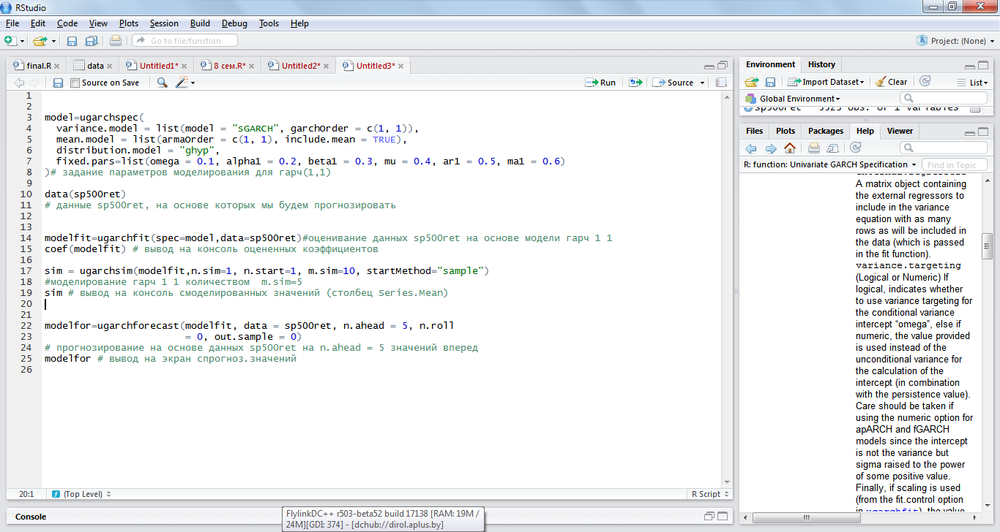 RStudio
File Edit Code View Plots Session Build Debug Tools Help
Go to file/function
Project: (None)
final.R
data
Untitled1*
8 сем.R*
Untitled2*
Untitled3*
Source on Save
Run
Source
1
2
3 model=ugarchspec(
4 variance.model = list(model = "sGARCH", garchOrder = c(1, 1)),
5 mean.model = list(armaOrder = c(1, 1), include.mean = TRUE),
6 distribution.model = "ghyp",
7 fixed.pars=list(omega = 0.1, alpha1 = 0.2, beta1 = 0.3, mu = 0.4, ar1 = 0.5, ma1 = 0.6)
8 )# задание параметров моделирования для гарч(1,1)
9
10 data(sp500ret)
11 # данные sp500ret, на основе которых мы будем прогнозировать
12
13
14 modelfit=ugarchfit(spec=model,data=sp500ret)#оценивание данных sp500ret на основе модели гарч 1 1
15 coef(modelfit) # вывод на консоль оцененных коэффициентов
16
17 sim = ugarchsim(modelfit,n.sim=1, n.start=1, m.sim=10, startMethod="sample")
18 #моделирование гарч 1 1 количеством m.sim=5
19 sim # вывод на консоль смоделированных значений (столбец Series.Mean)
20
21
22 modelfor=ugarchforecast(modelfit, data = sp500ret, n.ahead = 5, n.roll
23 = 0, out.sample = 0)
24 # прогнозирование на основе данных sp500ret на n.ahead = 5 значений вперед
25 modelfor # вывод на экран спрогноз.значений
26
20:1
(Top Level)
R Script
Console
FlylinkDC++ r503-beta52 build 17138 [RAM: 19M /
24M][GDI: 374] - [dchub://dirol.aplus.by]
Environment History
Import Dataset
Clear
List
Global Environment
sp500ret 5523 obs. of 1 variables
Files Plots Packages Help Viewer
R: function: Univariate GARCH Specification
Find in Topic
A matrix object containing
the external regressors to
include in the variance
equation with as many
rows as will be included in
the data (which is passed
in the fit function).
variance.targeting
(Logical or Numeric) If
logical, indicates whether
to use variance targeting for
the conditional variance
intercept “omega”, else if
numeric, the value provided
is used instead of the
unconditional variance for
the calculation of the
intercept (in combination
with the persistence value).
Care should be taken if
using the numeric option for
apARCH and fGARCH
models since the intercept
is not the variance but
sigma raised to the power
of some positive value.
Finally, if scaling is used
(from the fit.control option
in ugarchfit), the value